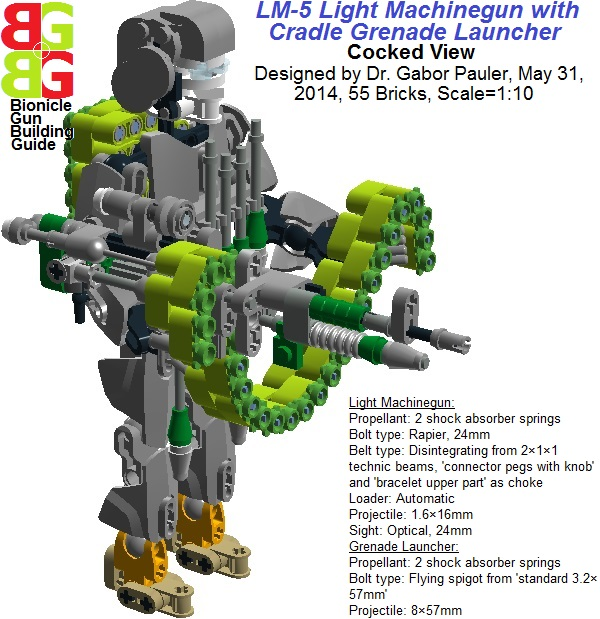 BG
BG
Bionicle
Gun
Building
Guide
LM-5 Light Machinegun with
Cradle Grenade Launcher
Cocked View
Designed by Dr. Gabor Pauler, May 31,
2014, 55 Bricks, Scale=1:10
Light Machinegun:
Propellant: 2 shock absorber springs
Bolt type: Rapier, 24mm
Belt type: Disintegrating from 2×1×1
technic beams, 'connector pegs with knob'
and 'bracelet upper part' as choke
Loader: Automatic
Projectile: 1.6×16mm
Sight: Optical, 24mm
Grenade Launcher:
Propellant: 2 shock absorber springs
Bolt type: Flying spigot from 'standard 3.2×
57mm'
Projectile: 8×57mm